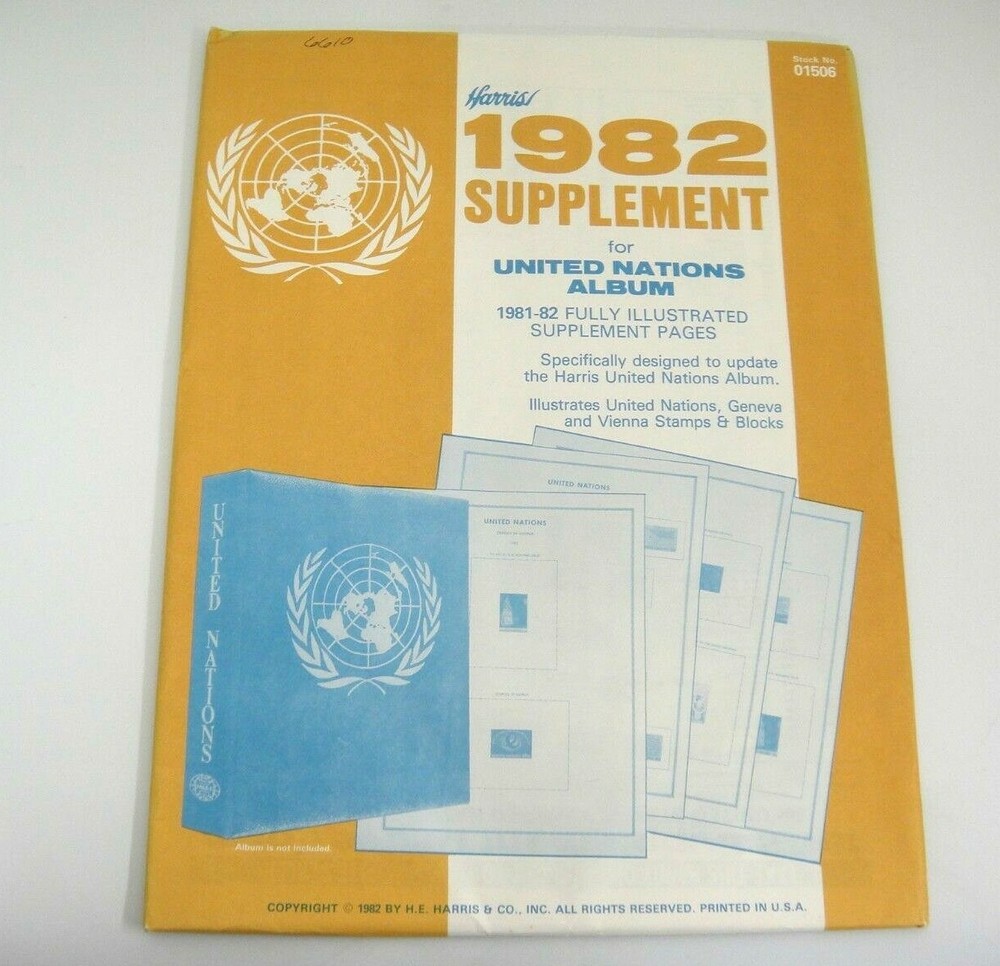 6610
Stock No.
01506
Harris
1982
SUPPLEMENT
for
UNITED NATIONS
ALBUM
1981-82 FULLY ILLUSTRATED
SUPPLEMENT PAGES
Specifically designed to update
the Harris United Nations Album.
Illustrates United Nations, Geneva
and Vienna Stamps & Blocks
UNITED NATIONS
UNITED NATIONS
UNITED NATIONS
Album is not included.
COPYRIGHT © 1982 BY H.E. HARRIS & CO., INC. ALL RIGHTS RESERVED. PRINTED IN U.S.A.